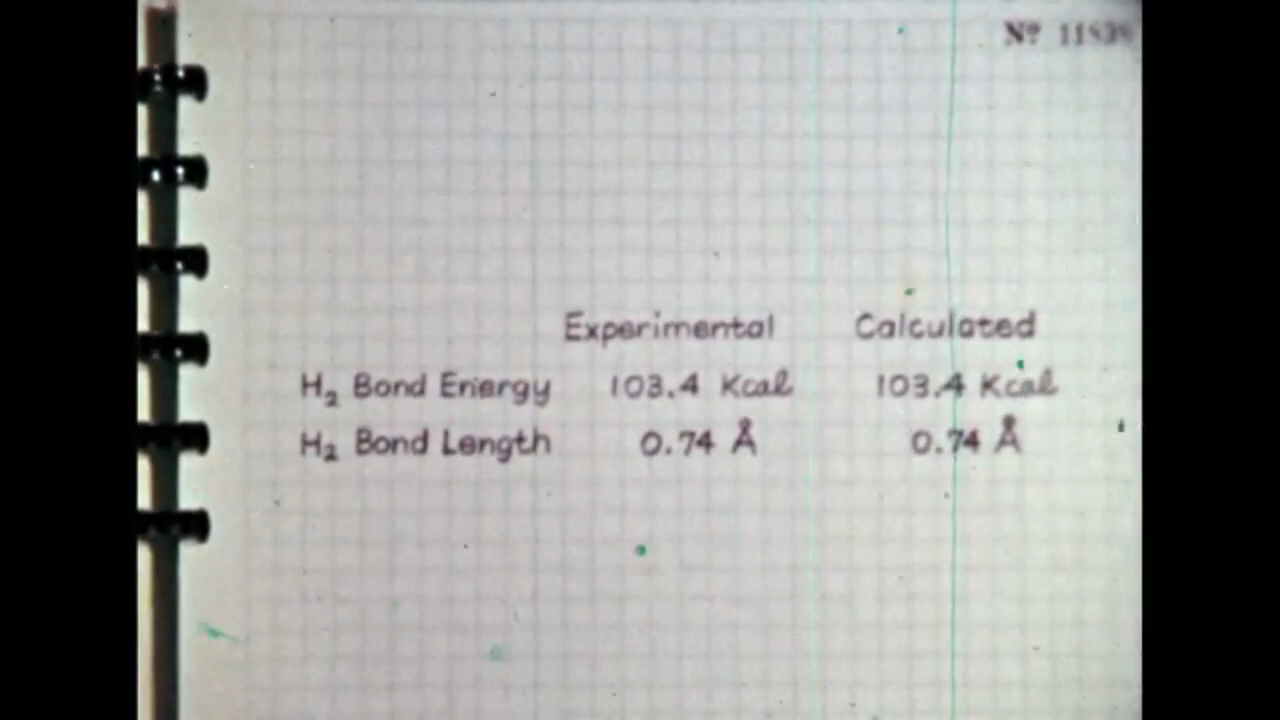 Experimental Calculated
H₂ Bond Energy 103.4 Kcal 103.4 Kcal
H₂ Bond Length 0.74 Å 0.74 Å